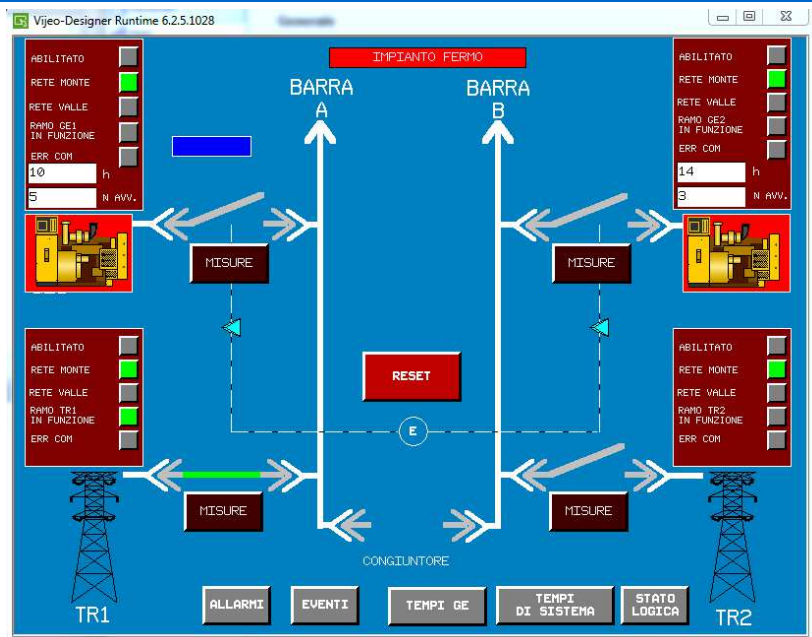 Vijeo-Designer Runtime 6.2.5.1028
IMPIANTO FERMO
ABILITATO
RETE MONTE
RETE VALLE
RAMO GE1
IN FUNZIONE
ERR COM
10 h
5 N AVV.
BARRA
A
BARRA
B
ABILITATO
RETE MONTE
RETE VALLE
RAMO GE2
IN FUNZIONE
ERR COM
14 h
3 N AVV.
MISURE
MISURE
ABILITATO
RETE MONTE
RETE VALLE
RAMO TR1
IN FUNZIONE
ERR COM
RESET
E
ABILITATO
RETE MONTE
RETE VALLE
RAMO TR2
IN FUNZIONE
ERR COM
MISURE
MISURE
CONGIUNTORE
TR1
ALLARMI
EVENTI
TEMPI GE
TEMPI
DI SISTEMA
STATO
LOGICA
TR2